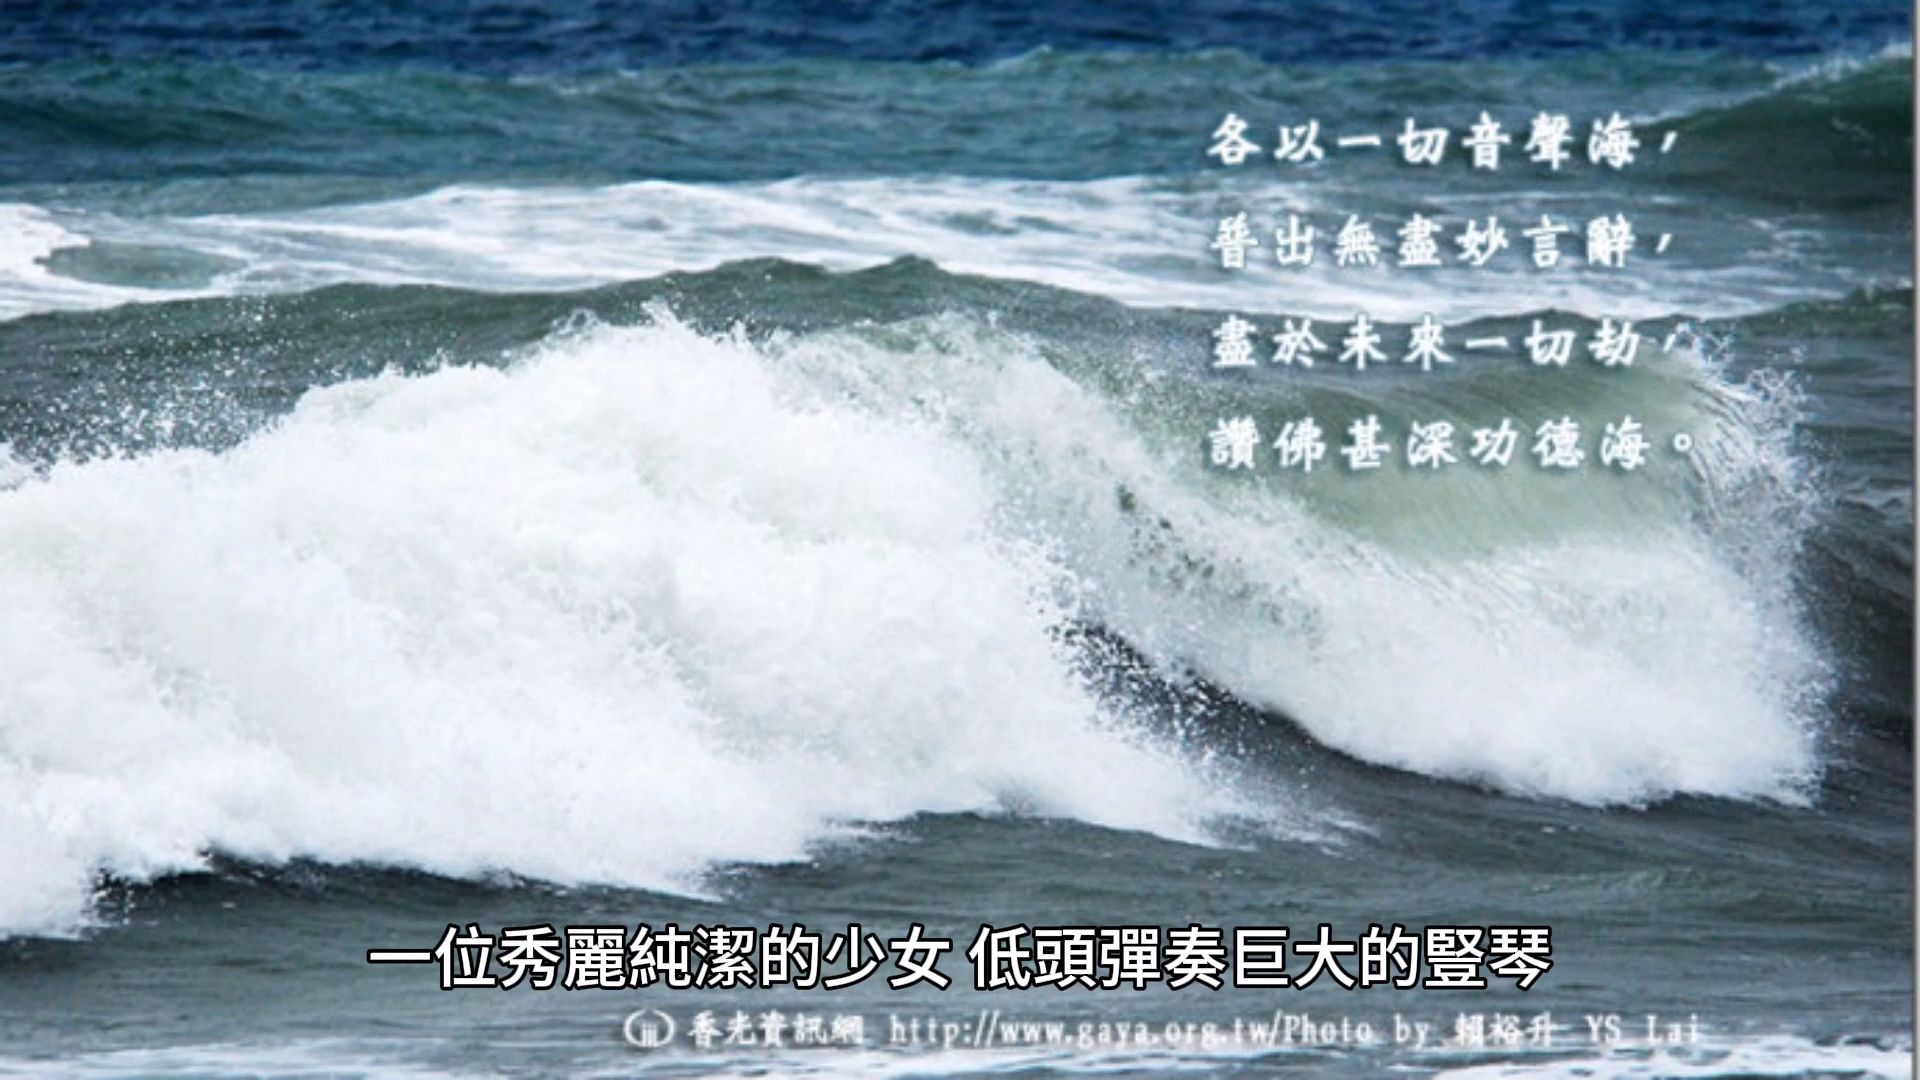 各以一切音聲海，
普出無盡妙言辭，
盡於未來一切劫，
讚佛甚深功德海。
一位秀麗純潔的少女 低頭彈奏巨大的豎琴
香光資訊網 http://www.gaya.org.tw/Photo by 賴裕升 YS Lai